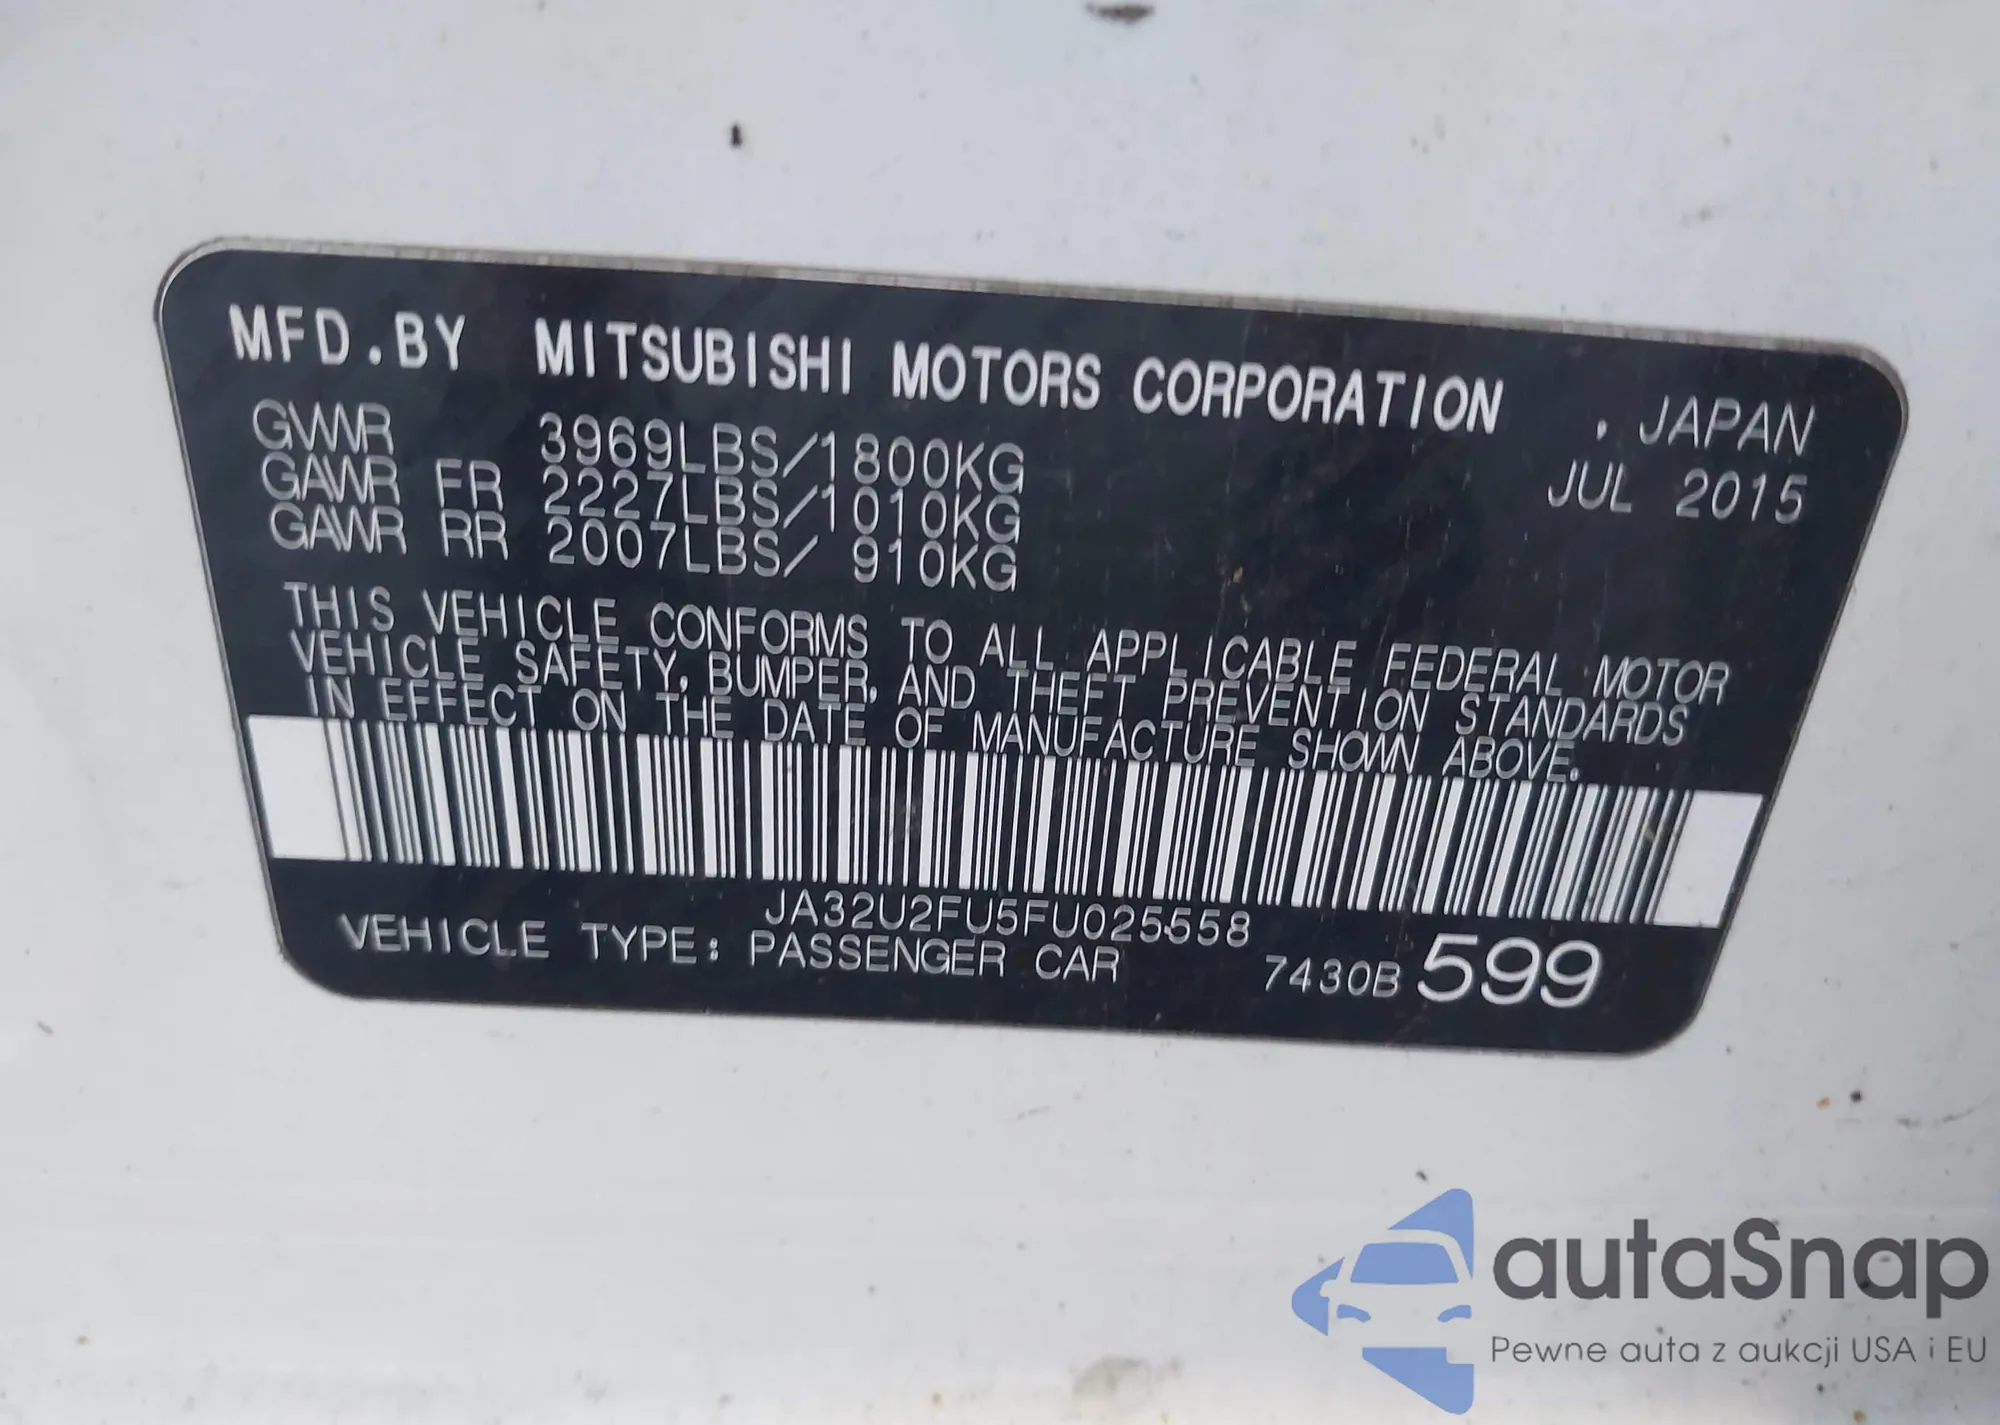 MFD.BY MITSUBISHI MOTORS CORPORATION . JAPAN
GVWR 3969LBS/1800KG JUL 2015
GAWR FR 2227LBS/1010KG
GAWR RR 2007LBS/ 910KG
THIS VEHICLE CONFORMS TO ALL APPLICABLE FEDERAL MOTOR
VEHICLE SAFETY, BUMPER, AND THEFT PREVENTION STANDARDS
IN EFFECT ON THE DATE OF MANUFACTURE SHOWN ABOVE.
JA32U2FU5FU025558
VEHICLE TYPE: PASSENGER CAR 7430B 599
autoSnap
Pewne auta z aukcji USA i EU